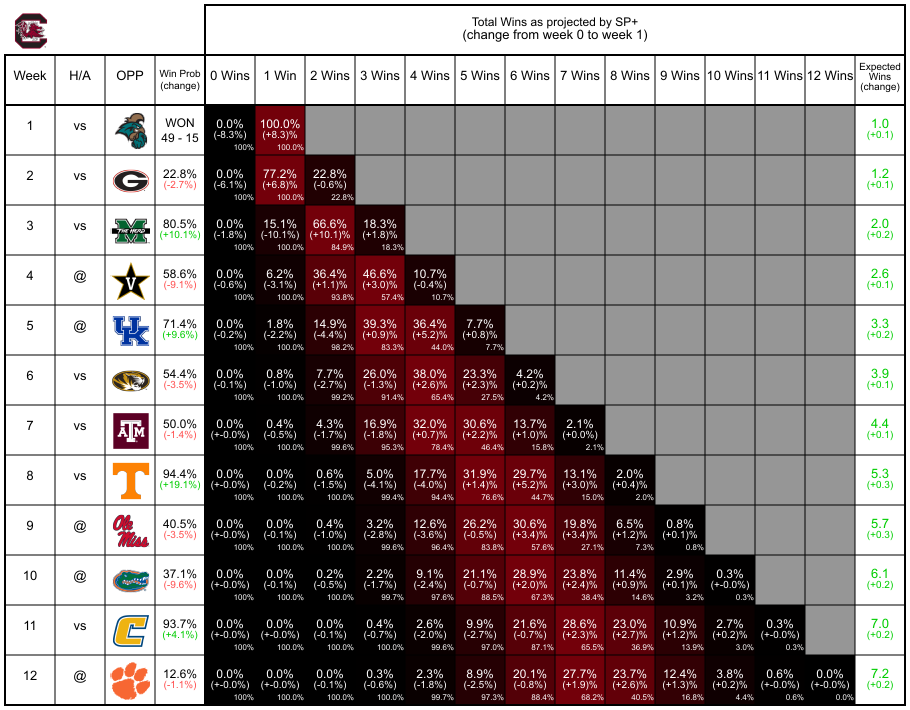 Total Wins as projected by SP+
(change from week 0 to week 1)
Week H/A OPP Win Prob (change) 0 Wins 1 Win 2 Wins 3 Wins 4 Wins 5 Wins 6 Wins 7 Wins 8 Wins 9 Wins 10 Wins 11 Wins 12 Wins Expected Wins (change)
1 vs WON 0.0% 100.0% 1.0
49 - 15 (-8.3%) (+8.3)% (+0.1)
100% 100.0%
2 vs G 22.8% 0.0% 77.2% 22.8% 1.2
(-2.7%) (-6.1%) (+6.8)% (-0.6%) (+0.1)
100% 100.0% 22.8%
3 vs M THE HERD 80.5% 0.0% 15.1% 66.6% 18.3% 2.0
(+10.1%) (-1.8%) (-10.1%) (+10.1)% (+1.8)% (+0.2)
100% 100.0% 84.9% 18.3%
4 @ V 58.6% 0.0% 6.2% 36.4% 46.6% 10.7% 2.6
(-9.1%) (-0.6%) (-3.1%) (+1.1)% (+3.0)% (-0.4%) (+0.1)
100% 100.0% 93.8% 57.4% 10.7%
5 @ UK 71.4% 0.0% 1.8% 14.9% 39.3% 36.4% 7.7% 3.3
(+9.6%) (-0.2%) (-2.2%) (-4.4%) (+0.9)% (+5.2)% (+0.8)% (+0.2)
100% 100.0% 98.2% 83.3% 44.0% 7.7%
6 vs 54.4% 0.0% 0.8% 7.7% 26.0% 38.0% 23.3% 4.2% 3.9
(-3.5%) (-0.1%) (-1.0%) (-2.7%) (-1.3%) (+2.6)% (+2.3)% (+0.2)% (+0.1)
100% 100.0% 99.2% 91.4% 65.4% 27.5% 4.2%
7 vs ATM 50.0% 0.0% 0.4% 4.3% 16.9% 32.0% 30.6% 13.7% 2.1% 4.4
(-1.4%) (+-0.0%) (-0.5%) (-1.7%) (-1.8%) (+0.7)% (+2.2)% (+1.0)% (+0.0)% (+0.1)
100% 100.0% 99.6% 95.3% 78.4% 46.4% 15.8% 2.1%
8 vs T 94.4% 0.0% 0.0% 0.6% 5.0% 17.7% 31.9% 29.7% 13.1% 2.0% 5.3
(+19.1%) (+-0.0%) (-0.2%) (-1.5%) (-4.1%) (-4.0%) (+1.4)% (+5.2)% (+3.0)% (+0.4)% (+0.3)
100% 100.0% 100.0% 99.4% 94.4% 76.6% 44.7% 15.0% 2.0%
9 @ Ole Miss 40.5% 0.0% 0.0% 0.4% 3.2% 12.6% 26.2% 30.6% 19.8% 6.5% 0.8% 5.7
(-3.5%) (+-0.0%) (-0.1%) (-1.0%) (-2.8%) (-3.6%) (-0.5%) (+3.4)% (+3.4)% (+1.2)% (+0.1)% (+0.3)
100% 100.0% 100.0% 99.6% 96.4% 83.8% 57.6% 27.1% 7.3% 0.8%
10 @ 37.1% 0.0% 0.0% 0.2% 2.2% 9.1% 21.1% 28.9% 23.8% 11.4% 2.9% 0.3% 6.1
(-9.6%) (+-0.0%) (-0.1%) (-0.5%) (-1.7%) (-2.4%) (-0.7%) (+2.0)% (+2.4)% (+0.9)% (+0.1)% (+-0.0%) (+0.2)
100% 100.0% 100.0% 99.7% 97.6% 88.5% 67.3% 38.4% 14.6% 3.2% 0.3%
11 vs C 93.7% 0.0% 0.0% 0.0% 0.4% 2.6% 9.9% 21.6% 28.6% 23.0% 10.9% 2.7% 0.3% 7.0
(+4.1%) (+-0.0%) (+-0.0%) (-0.1%) (-0.7%) (-2.0%) (-2.7%) (-0.7%) (+2.3)% (+2.7)% (+1.2)% (+0.2)% (+-0.0%) (+0.2)
100% 100.0% 100.0% 100.0% 99.6% 97.0% 87.1% 65.5% 36.9% 13.9% 3.0% 0.3%
12 @ 12.6% 0.0% 0.0% 0.0% 0.3% 2.3% 8.9% 20.1% 27.7% 23.7% 12.4% 3.8% 0.6% 0.0% 7.2
(-1.1%) (+-0.0%) (+-0.0%) (-0.1%) (-0.6%) (-1.8%) (-2.5%) (-0.8%) (+1.9)% (+2.6)% (+1.3)% (+0.2)% (+-0.0%) (+-0.0%) (+0.2)
100% 100.0% 100.0% 100.0% 99.7% 97.3% 88.4% 68.2% 40.5% 16.8% 4.4% 0.6% 0.0%